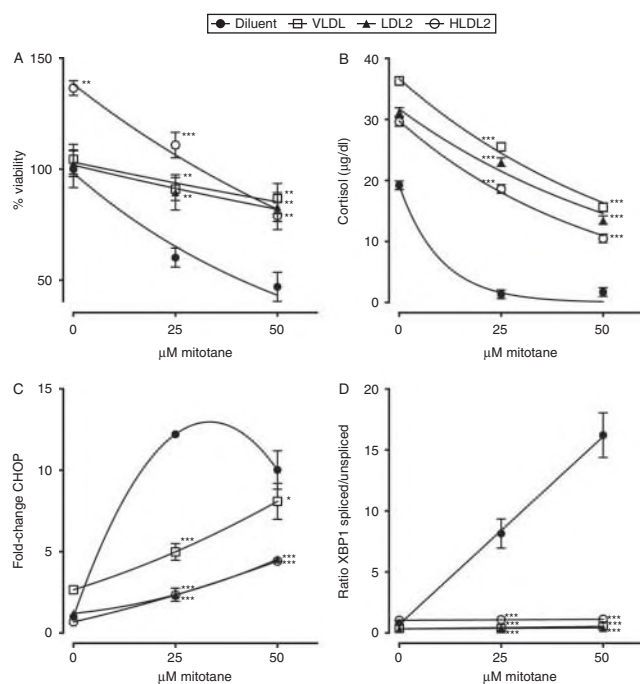 Diluent VLDL LDL2 HLDL2
A
150
100
50
% viability
**
***
**
**
**
**
**
0 25 50
μM mitotane
B
40
30
20
10
0
Cortisol (μg/dl)
***
***
***
***
***
***
0 25 50
μM mitotane
C
15
10
5
0
Fold-change CHOP
***
***
***
*
***
***
0 25 50
μM mitotane
D
20
15
10
5
0
Ratio XBP1 spliced/unspliced
***
***
***
***
***
***
0 25 50
μM mitotane